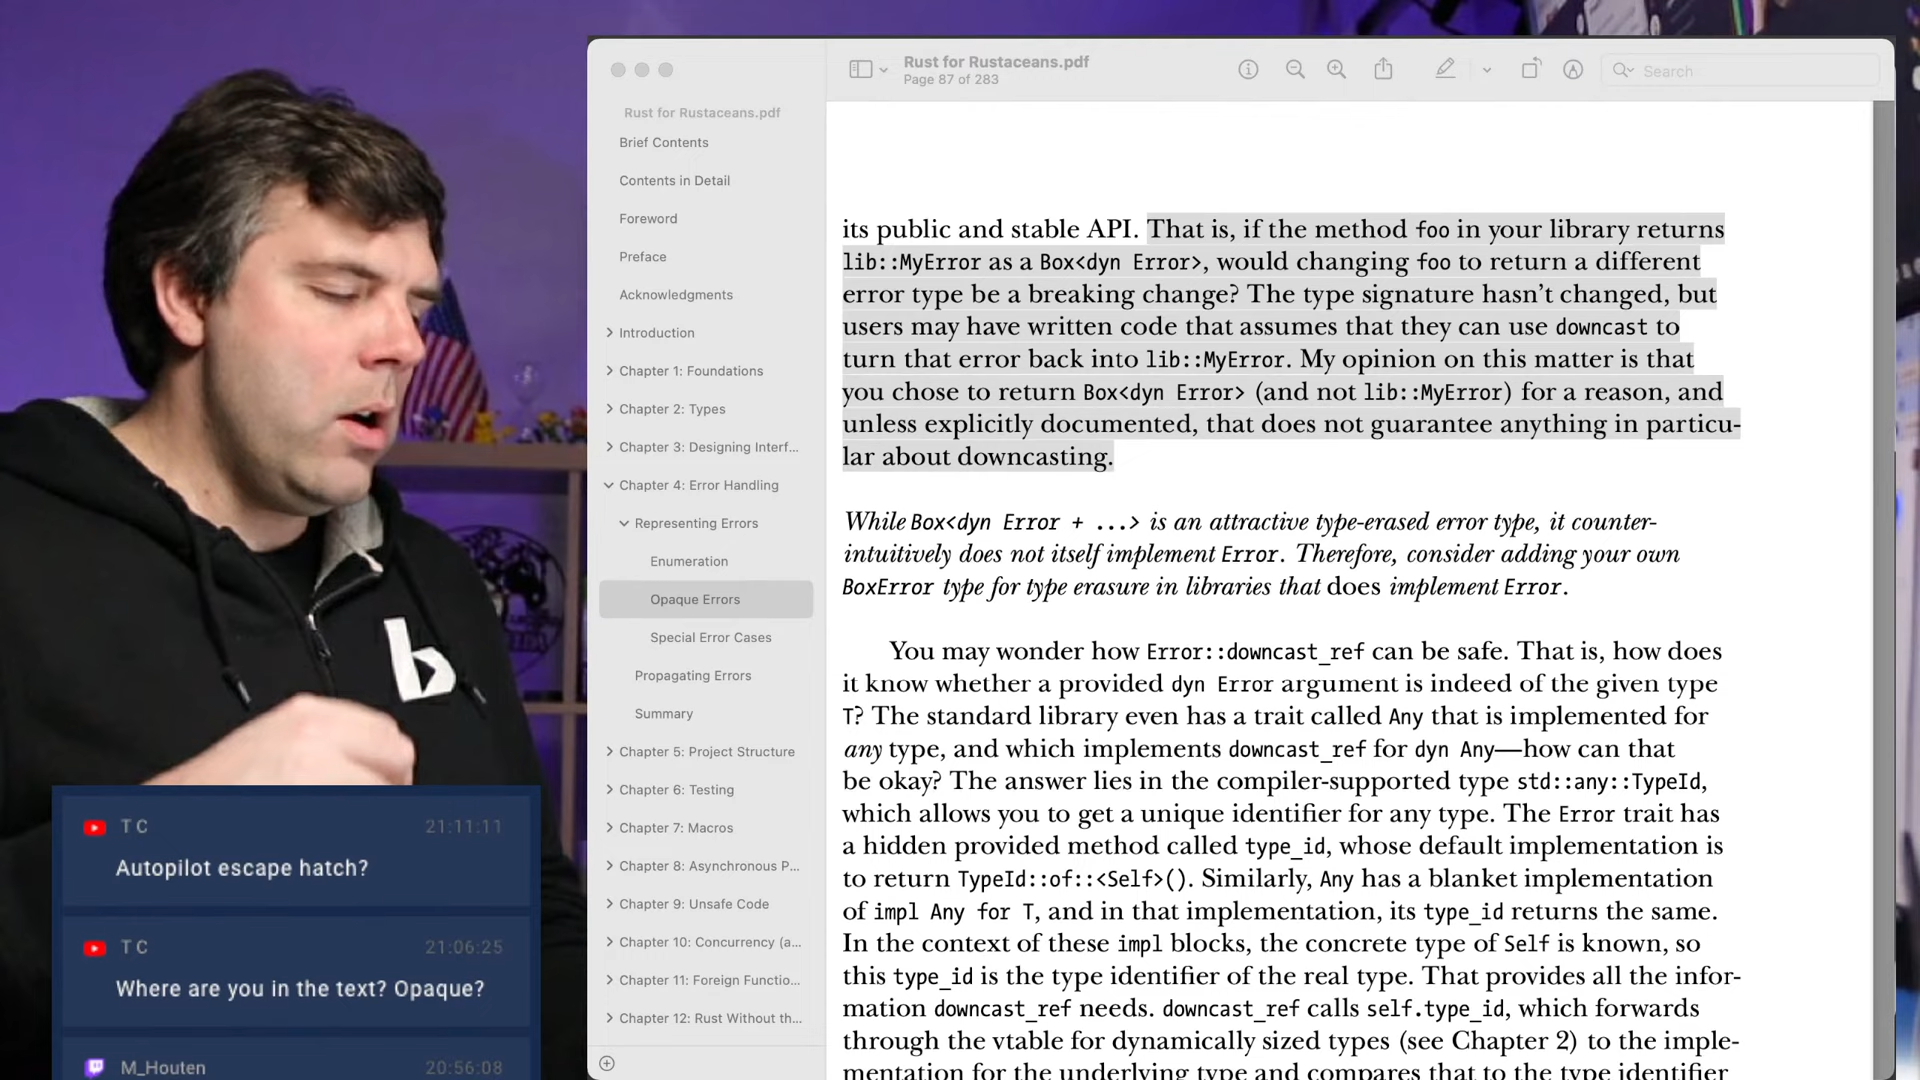 Rust for Rustaceans.pdf
Page 87 of 283
Search
Rust for Rustaceans.pdf
Brief Contents
Contents in Detail
Foreword
Preface
Acknowledgments
Introduction
Chapter 1: Foundations
Chapter 2: Types
Chapter 3: Designing Interf...
Chapter 4: Error Handling
Representing Errors
Enumeration
Opaque Errors
Special Error Cases
Propagating Errors
Summary
Chapter 5: Project Structure
Chapter 6: Testing
Chapter 7: Macros
Chapter 8: Asynchronous P...
Chapter 9: Unsafe Code
Chapter 10: Concurrency (a...
Chapter 11: Foreign Functio...
Chapter 12: Rust Without th...
its public and stable API. That is, if the method foo in your library returns
lib::MyError as a Box<dyn Error>, would changing foo to return a different
error type be a breaking change? The type signature hasn't changed, but
users may have written code that assumes that they can use downcast to
turn that error back into lib::MyError. My opinion on this matter is that
you chose to return Box<dyn Error> (and not lib::MyError) for a reason, and
unless explicitly documented, that does not guarantee anything in particu-
lar about downcasting.
While Box<dyn Error + ...> is an attractive type-erased error type, it counter-
intuitively does not itself implement Error. Therefore, consider adding your own
BoxError type for type erasure in libraries that does implement Error.
You may wonder how Error::downcast_ref can be safe. That is, how does
it know whether a provided dyn Error argument is indeed of the given type
T? The standard library even has a trait called Any that is implemented for
any type, and which implements downcast_ref for dyn Any—how can that
be okay? The answer lies in the compiler-supported type std::any::TypeId,
which allows you to get a unique identifier for any type. The Error trait has
a hidden provided method called type_id, whose default implementation is
to return TypeId::of::<Self>(). Similarly, Any has a blanket implementation
of impl Any for T, and in that implementation, its type_id returns the same.
In the context of these impl blocks, the concrete type of Self is known, so
this type_id is the type identifier of the real type. That provides all the infor-
mation downcast_ref needs. downcast_ref calls self.type_id, which forwards
through the vtable for dynamically sized types (see Chapter 2) to the imple-
mentation for the underlying type and compares that to the type identifier
T C 21:11:11
Autopilot escape hatch?
T C 21:06:25
Where are you in the text? Opaque?
M_Houten 20:56:08